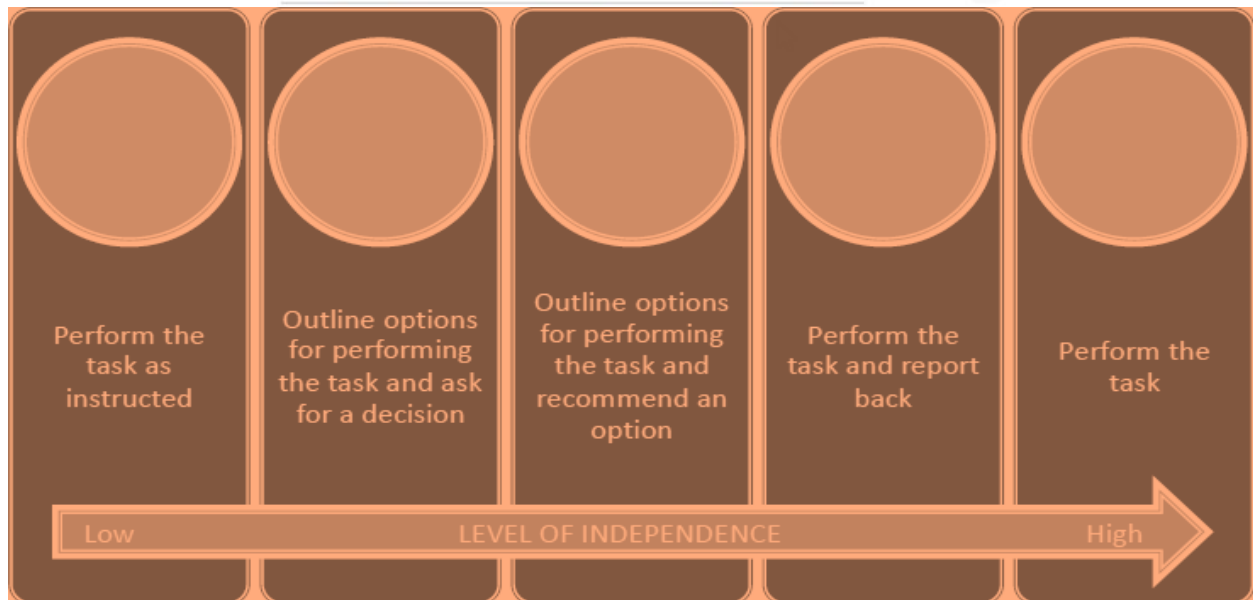 Perform the
task as
instructed
Outline options
for performing
the task and ask
for a decision
Outline options
for performing
the task and
recommend an
option
Perform the
task and report
back
Perform the
task
Low
LEVEL OF INDEPENDENCE
High